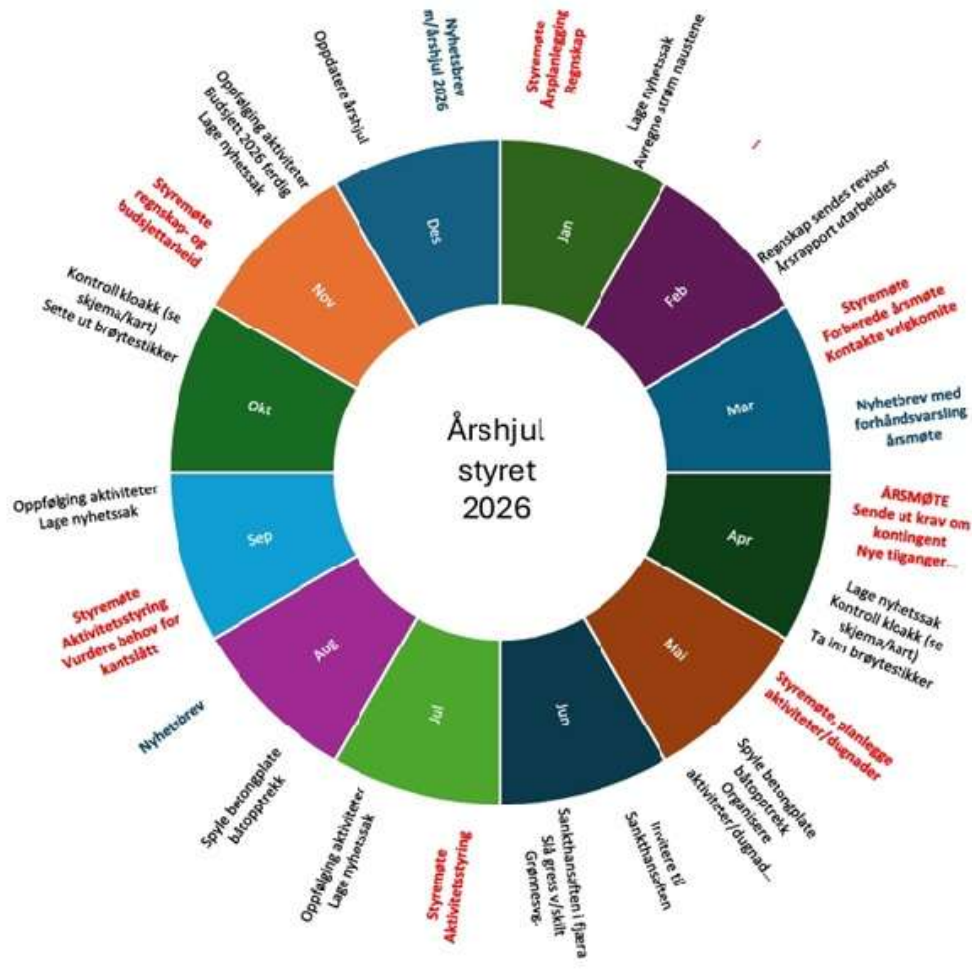 Årshjul
styret
2026
Jan
Feb
Mar
Apr
Mai
Jun
Jul
Aug
Sep
Okt
Nov
Des
Styremøte
Årsplanlegging
Regnskap
Lage nyhetssak
Avregne strøm naustene
Regnskap sendes revisor
Årsrapport utarbeides
Styremøte
Forberede årsmøte
Kontakte valgkomite
Nyhetbrev med
forhåndsvarsling
årsmøte
ÅRSMØTE
Sende ut krav om
kontingent
Nye tilganger...
Lage nyhetssak
Kontroll kloakk (se
skjema/kart)
Ta inn brøytestikker
Styremøte, planlegge
aktiviteter/dugnader
Spyle betongplate
båtopptrekk
Organisere
aktiviteter/dugnad...
Invitere til
Sankthansaften
Sankthansaften i fjæra
Slå gress v/skilt
Grønnesvg.
Styremøte
Aktivitetsstyring
Oppfølging aktiviteter
Lage nyhetssak
Spyle betongplate
båtopptrekk
Nyhetsbrev
Styremøte
Aktivitetsstyring
Vurdere behov for
kantslått
Oppfølging aktiviteter
Lage nyhetssak
Kontroll kloakk (se
skjema/kart)
Sette ut brøytestikker
Styremøte
regnskap- og
budsjettarbeid
Oppfølging aktiviteter
Budsjett 2026 ferdig
Lage nyhetssak
Oppdatere årshjul
Nyhetsbrev
m/årshjul 2026